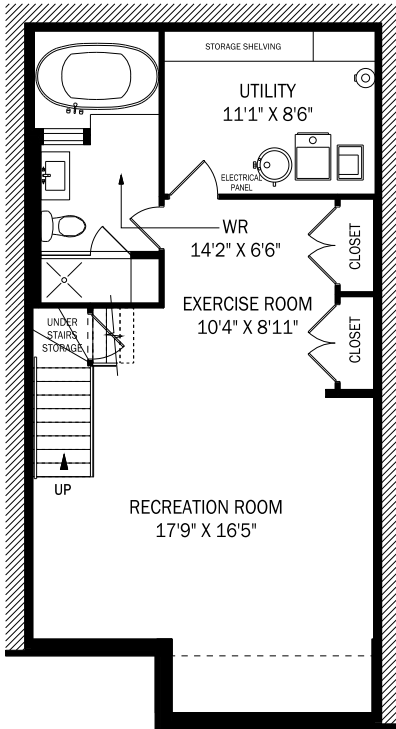 STORAGE SHELVING
UTILITY
11'1" X 8'6"
ELECTRICAL
PANEL
WR
14'2" X 6'6"
CLOSET
EXERCISE ROOM
10'4" X 8'11"
CLOSET
UNDER
STAIRS
STORAGE
UP
RECREATION ROOM
17'9" X 16'5"